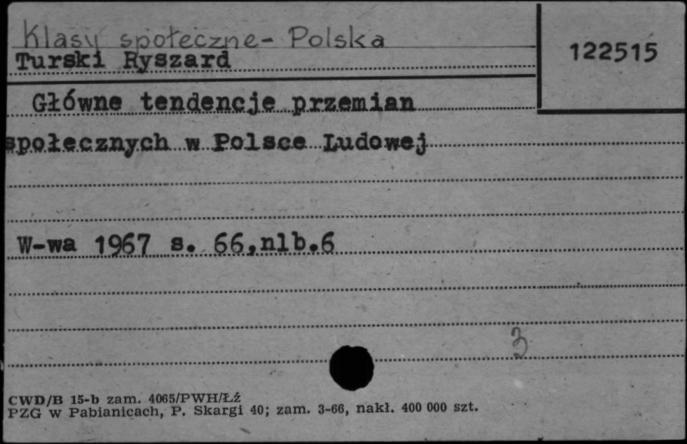 Klasy społeczne - Polska
122515
Turski Ryszard
Główne tendencje przemian
społecznych w Polsce Ludowej
W-wa 1967 s. 66,nlb.6
3
CWD/B 15-b zam. 4065/PWH/Łź
PZG w Pabianicach, P. Skargi 40; zam. 3-66, nakł. 400 000 szt.